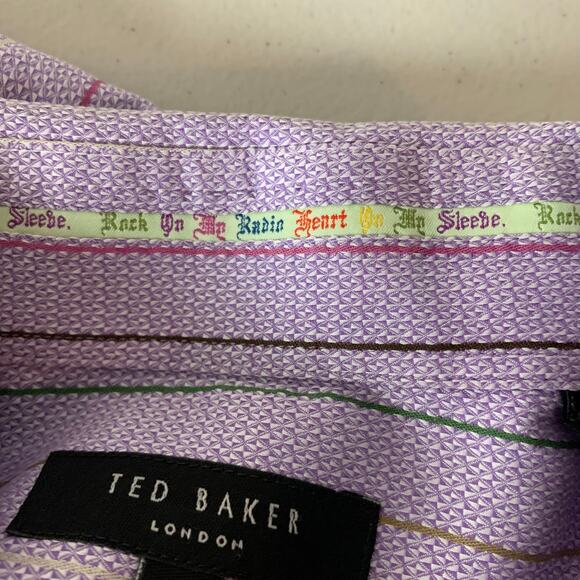 Sleeve. Rock On My Radio Heart On My Sleeve. Rock
TED BAKER
LONDON